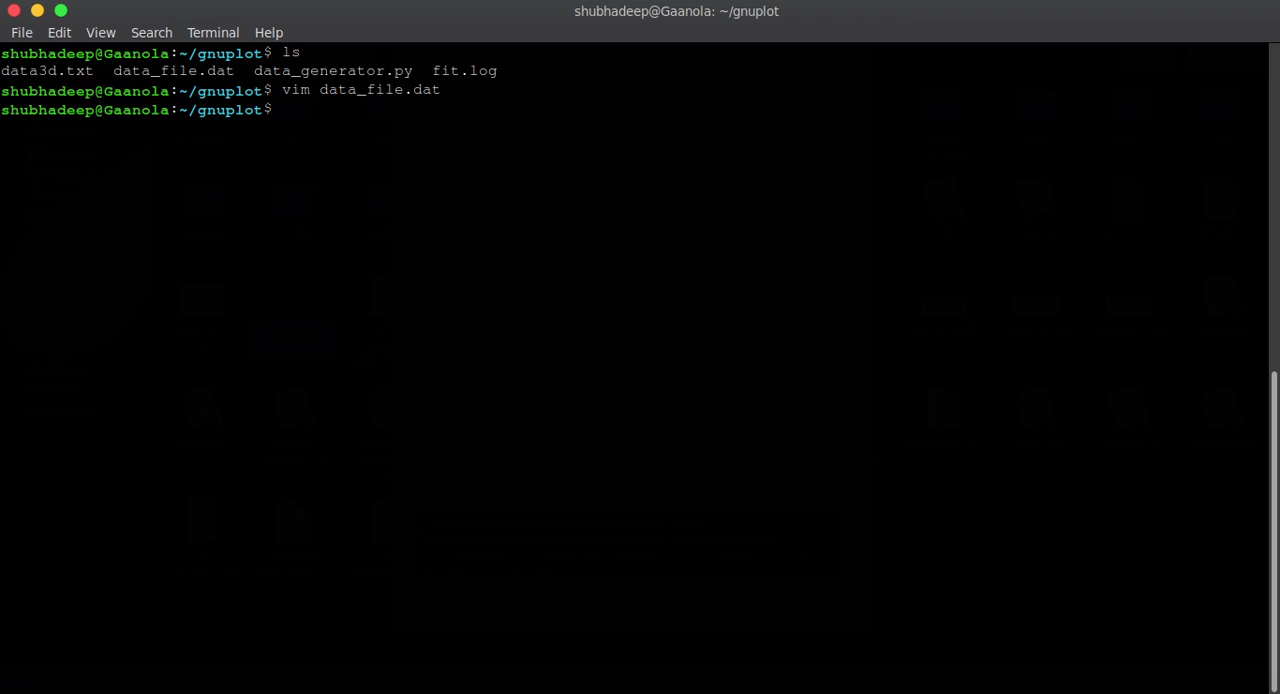 shubhadeep@Gaanola: ~/gnuplot
File Edit View Search Terminal Help
shubhadeep@Gaanola:~/gnuplot$ ls
data3d.txt  data_file.dat  data_generator.py  fit.log
shubhadeep@Gaanola:~/gnuplot$ vim data_file.dat
shubhadeep@Gaanola:~/gnuplot$